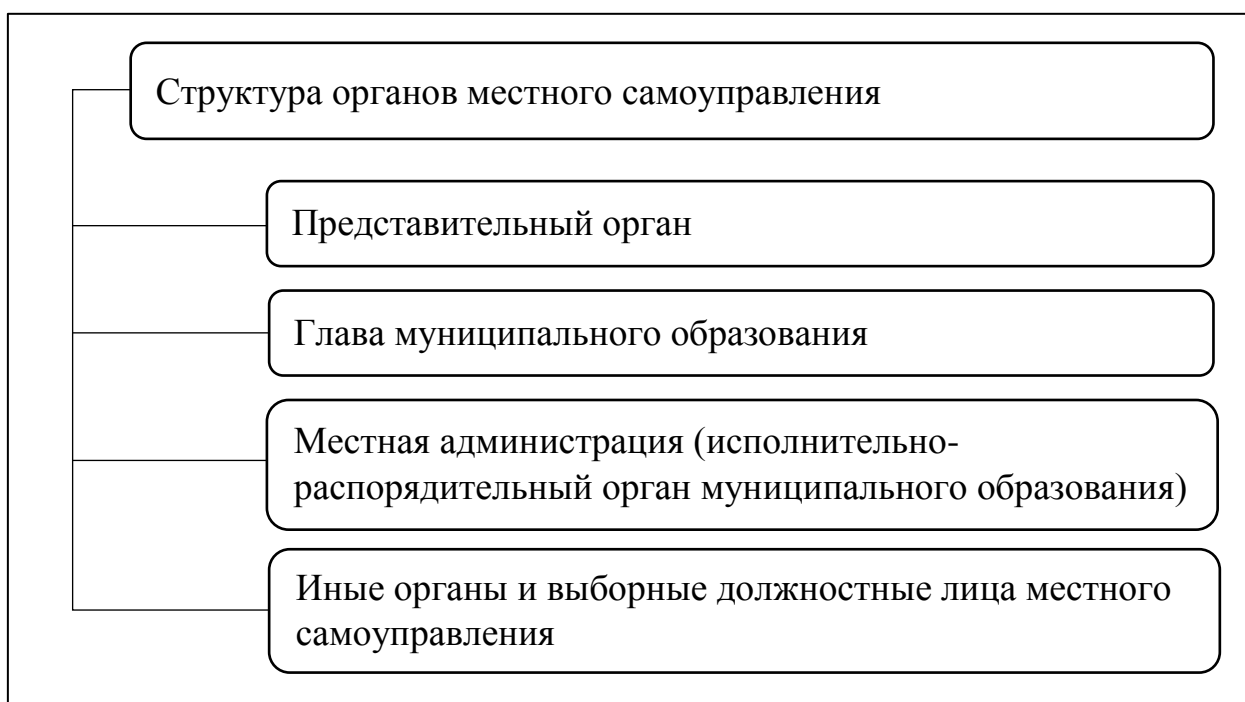 Структура органов местного самоуправления
Представительный орган
Глава муниципального образования
Местная администрация (исполнительно-
распорядительный орган муниципального образования)
Иные органы и выборные должностные лица местного
самоуправления